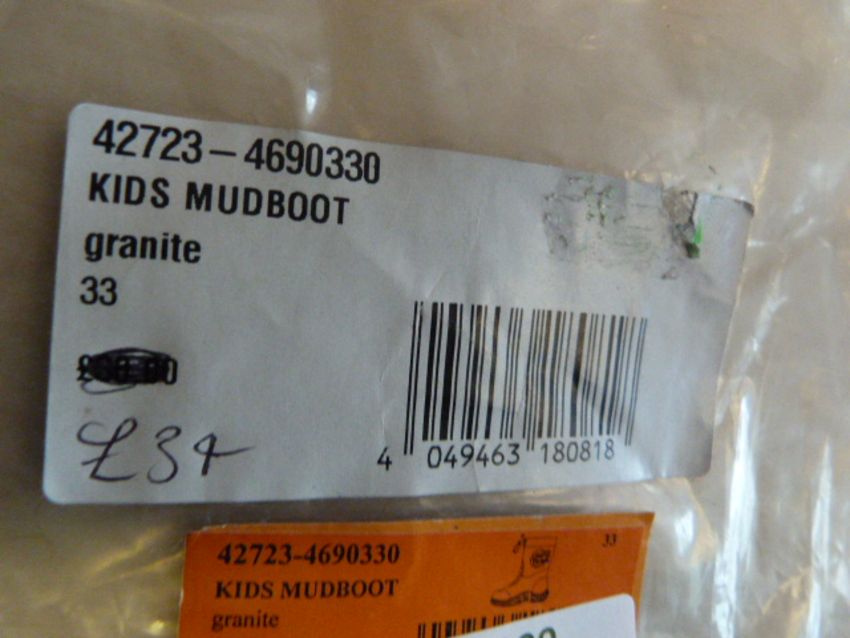 42723 – 4690330
KIDS MUDBOOT
granite
33
£34
4 049463 180818
42723-4690330
33
KIDS MUDBOOT
granite